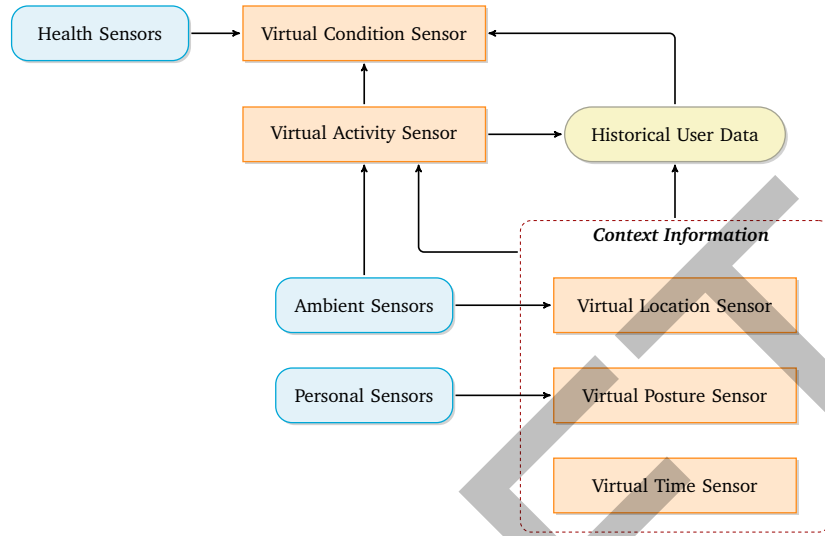 Health Sensors
Virtual Condition Sensor
Virtual Activity Sensor
Historical User Data
Context Information
Ambient Sensors
Virtual Location Sensor
Personal Sensors
Virtual Posture Sensor
Virtual Time Sensor